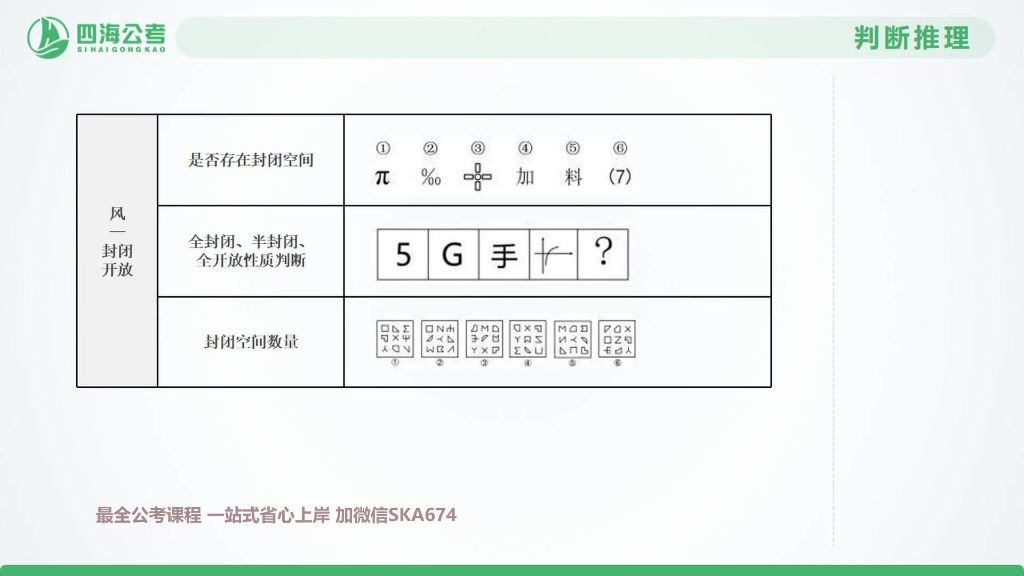 四海公考
SIHAIGONGKAO
判断推理
风
—
封闭
开放
是否存在封闭空间
① ② ③ ④ ⑤ ⑥
π ‰ 加 料 (7)
全封闭、半封闭、
全开放性质判断
5 G 手 ?
封闭空间数量
① ② ③ ④ ⑤ ⑥
最全公考课程 一站式省心上岸 加微信SKA674